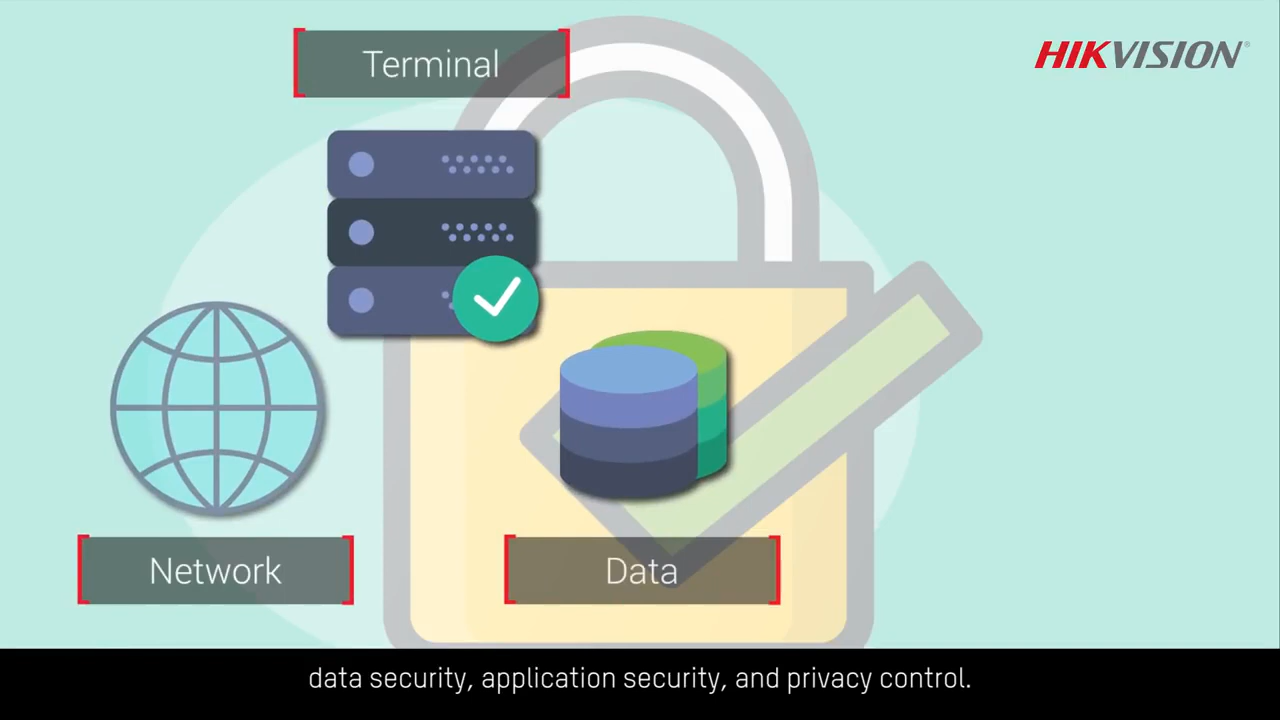 Terminal
HIKVISION®
Network
Data
data security, application security, and privacy control.